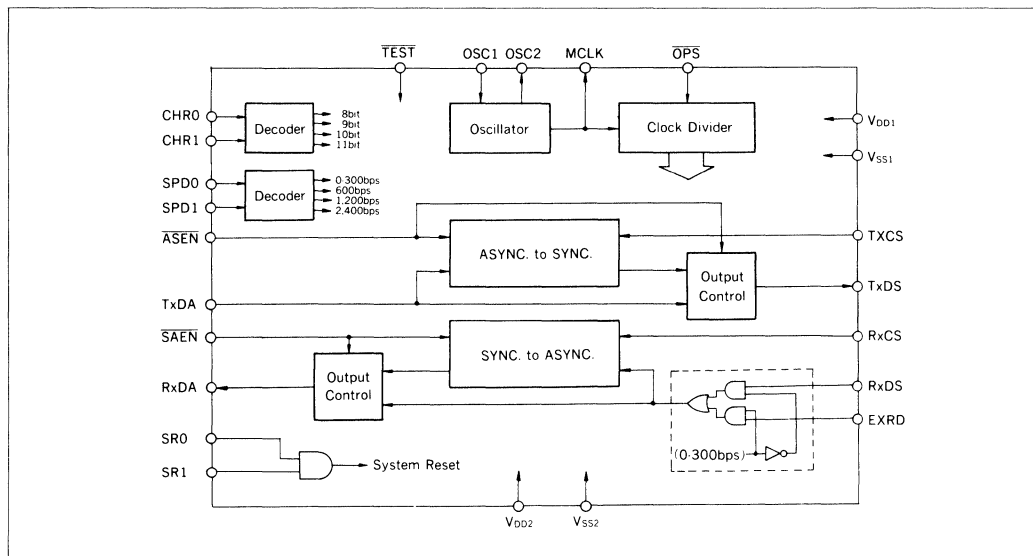 TEST OSC1 OSC2 MCLK OPS
CHR0
CHR1
Decoder
8bit
9bit
10bit
11bit
Oscillator
Clock Divider
VDD1
VSS1
SPD0
SPD1
Decoder
0-300bps
600bps
1,200bps
2,400bps
ASEN
ASYNC. to SYNC.
TXCS
Output
Control
TxDS
TxDA
SAEN
SYNC. to ASYNC.
RxCS
Output
Control
RxDA
RxDS
EXRD
(0-300bps)
SR0
SR1
System Reset
VDD2
VSS2